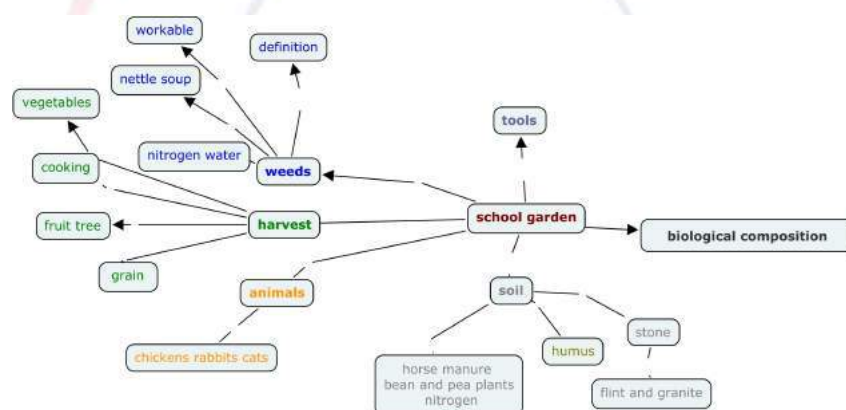 workable
definition
nettle soup
vegetables
tools
nitrogen water
cooking
weeds
school garden
fruit tree
harvest
biological composition
grain
animals
soil
stone
chickens rabbits cats
humus
horse manure
bean and pea plants
nitrogen
flint and granite